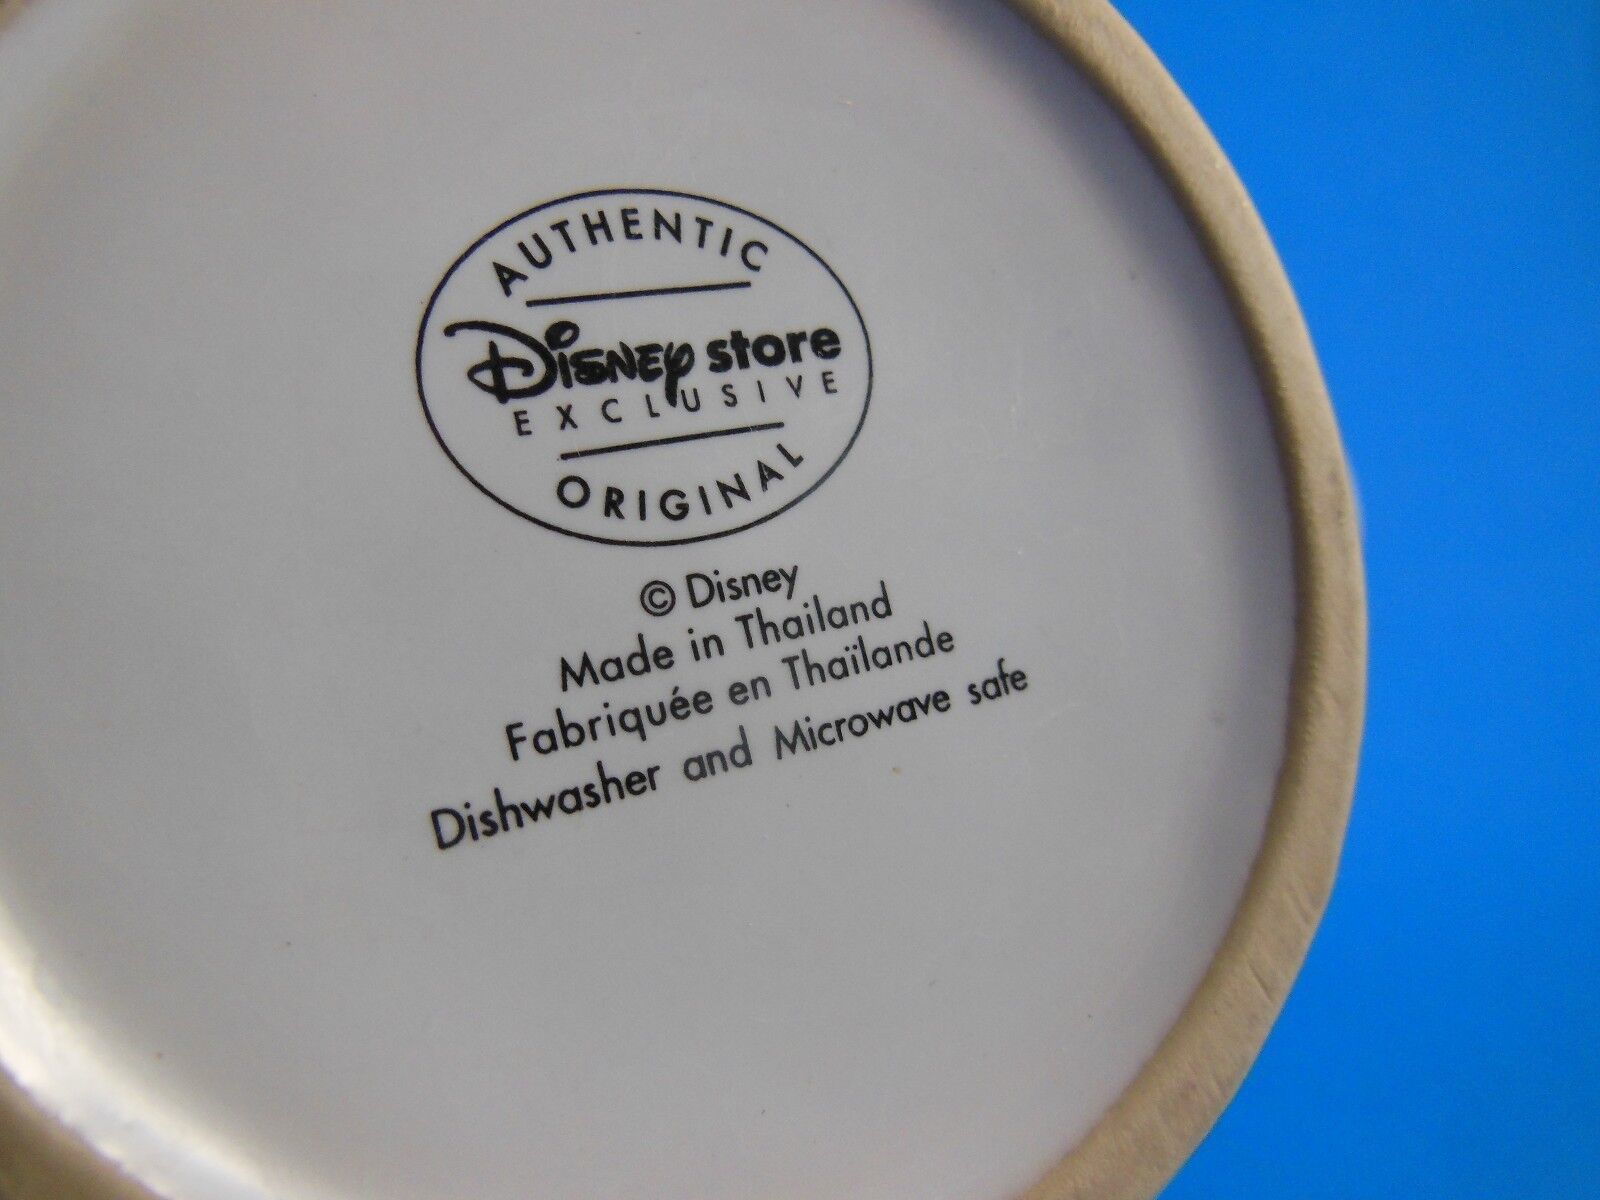 AUTHENTIC
Disney store
EXCLUSIVE
ORIGINAL
© Disney
Made in Thailand
Fabriquée en Thaïlande
Dishwasher and Microwave safe